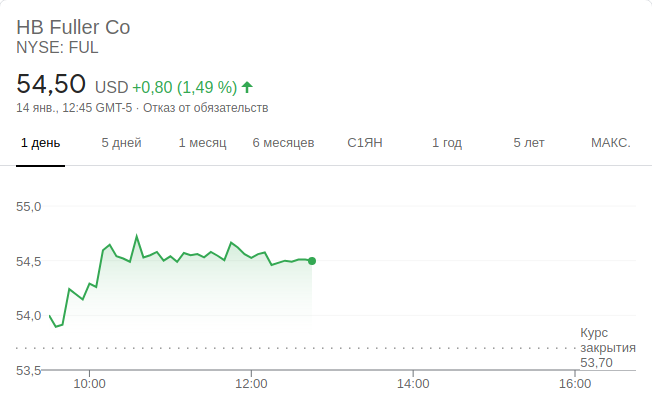 HB Fuller Co
NYSE: FUL
54,50 USD +0,80 (1,49 %)
14 янв., 12:45 GMT-5 · Отказ от обязательств
1 день 5 дней 1 месяц 6 месяцев С1ЯН 1 год 5 лет МАКС.
55,0
54,5
54,0
Курс
закрытия
53,70
53,5
10:00 12:00 14:00 16:00